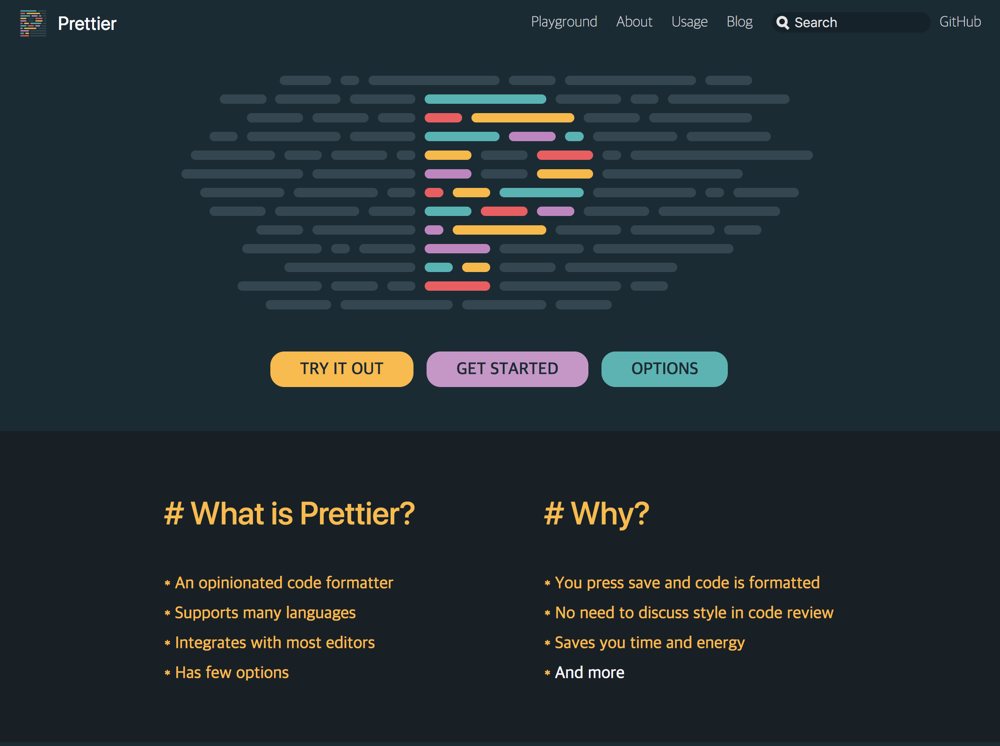 Prettier
Playground About Usage Blog Search GitHub
TRY IT OUT
GET STARTED
OPTIONS
# What is Prettier?
* An opinionated code formatter
* Supports many languages
* Integrates with most editors
* Has few options
# Why?
* You press save and code is formatted
* No need to discuss style in code review
* Saves you time and energy
* And more